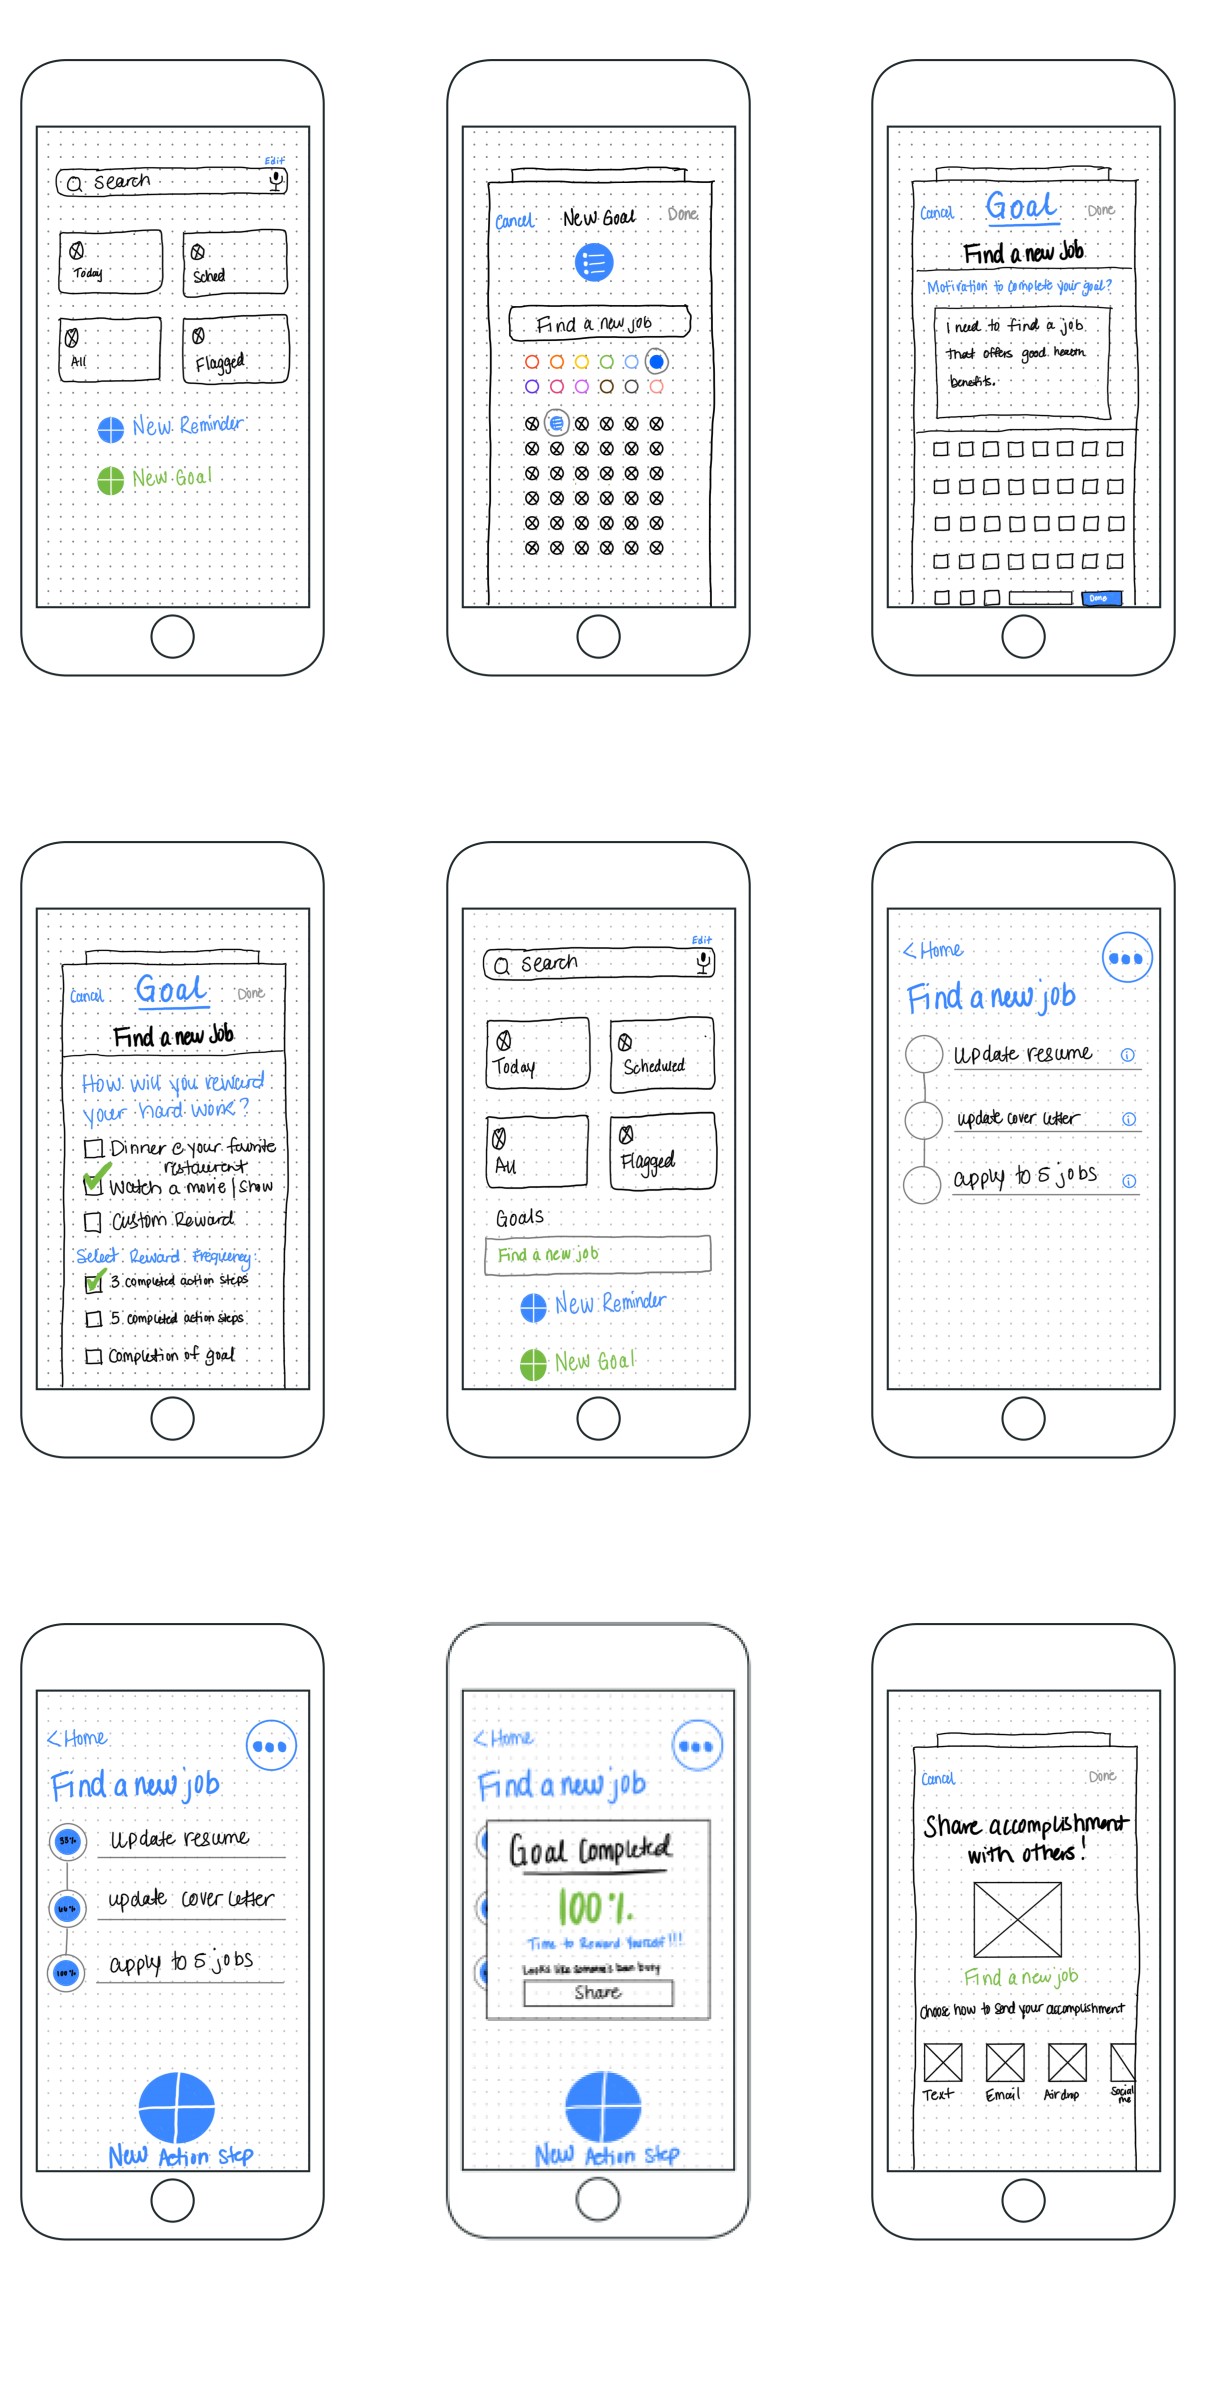 Edit
Search
Today
Sched
All
Flagged
New Reminder
New Goal
Cancel New Goal Done
Find a new job
Cancel Goal Done
Find a new Job
Motivation to complete your goal?
i need to find a job
that offers good health
benefits.
Done
Cancel Goal Done
Find a new Job
How will you reward
your hard work?
Dinner @ your favorite
restaurent
Watch a movie | Show
Custom Reward
Select Reward Frequency:
3 completed action steps
5 completed action steps
Completion of goal
Edit
Search
Today
Scheduled
All
Flagged
Goals
Find a new job
New Reminder
New Goal
< Home
Find a new job
update resume
update cover letter
apply to 5 jobs
< Home
Find a new job
update resume
66%
update cover letter
100%
apply to 5 jobs
New Action Step
< Home
Find a new job
Goal Completed
100%
Time to Reward Yourself!!!
Looks like someone's been busy
Share
New Action Step
Cancel Done
Share accomplishment
with others!
Find a new job
Choose how to send your accomplishment
Text Email Airdrop Social
me